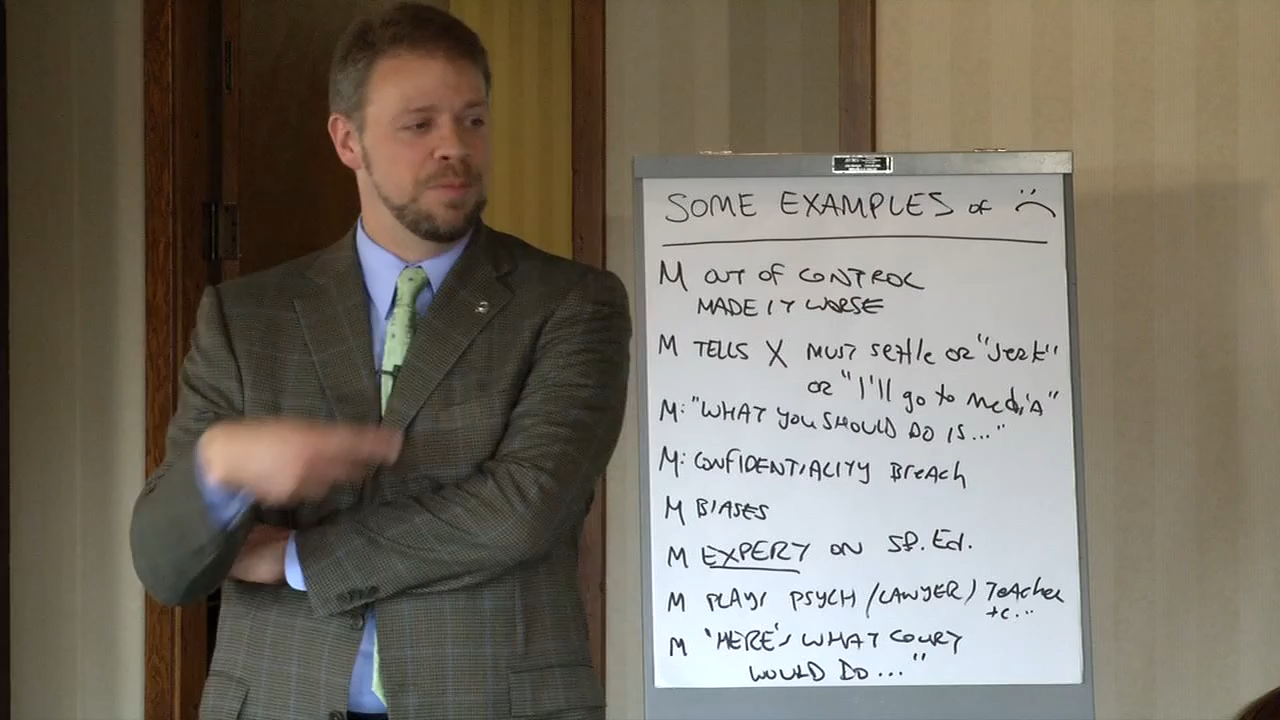 SOME EXAMPLES OF
M OUT OF CONTROL
MADE IT WORSE
M TELLS X MUST settle OR "Jerk"
OR "I'll go to MediA"
M: "WHAT YOU SHOULD DO IS..."
M: CONFIDENTIALITY BreacH
M BIASES
M EXPERT ON SP. Ed.
M PLAYS PSYCH / LAWYER / TeAcher
etc...
M "HERE'S WHAT COURT
WOULD DO..."